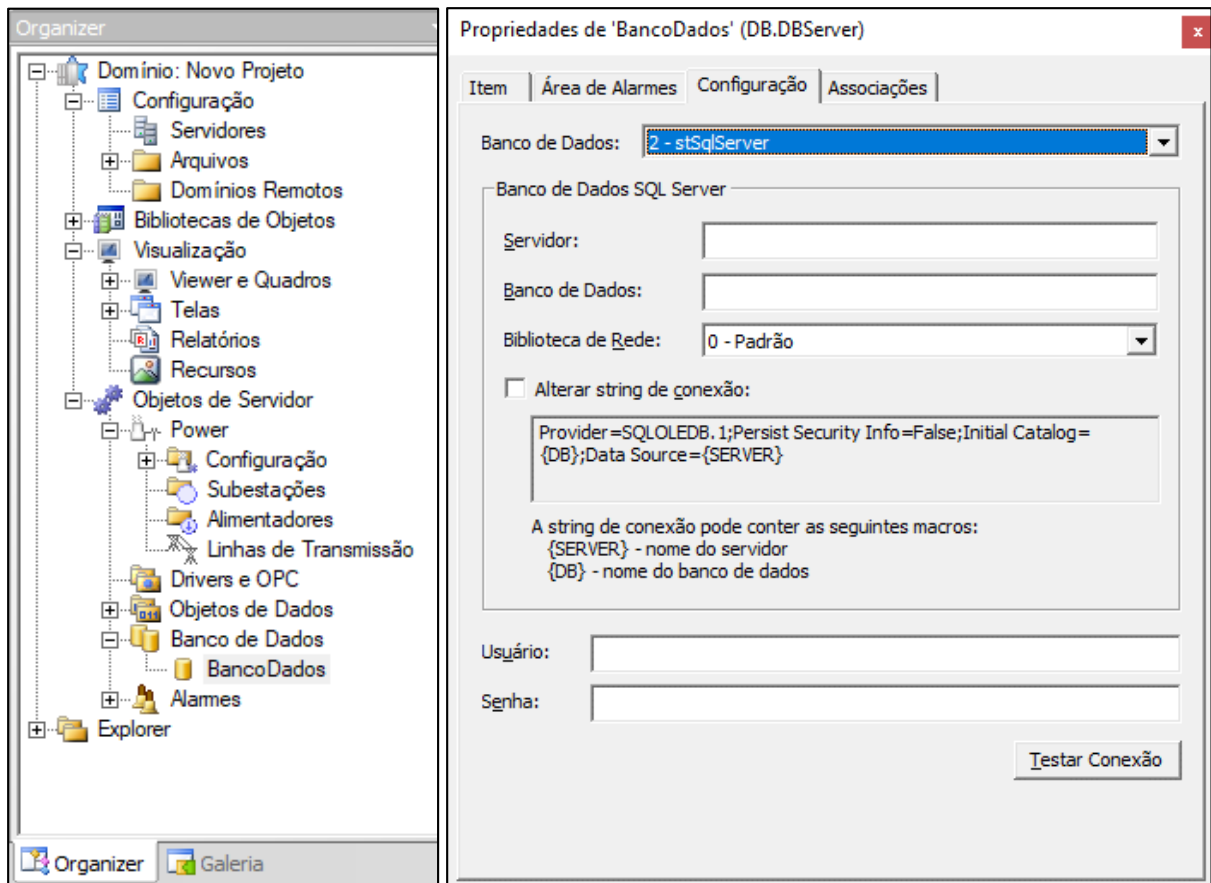 Organizer
Domínio: Novo Projeto
Configuração
Servidores
Arquivos
Domínios Remotos
Bibliotecas de Objetos
Visualização
Viewer e Quadros
Telas
Relatórios
Recursos
Objetos de Servidor
Power
Configuração
Subestações
Alimentadores
Linhas de Transmissão
Drivers e OPC
Objetos de Dados
Banco de Dados
BancoDados
Alarmes
Explorer
Organizer Galeria
Propriedades de 'BancoDados' (DB.DBServer) x
Item Área de Alarmes Configuração Associações
Banco de Dados: 2 - stSqlServer
Banco de Dados SQL Server
Servidor:
Banco de Dados:
Biblioteca de Rede: 0 - Padrão
Alterar string de conexão:
Provider=SQLOLEDB.1;Persist Security Info=False;Initial Catalog=
{DB};Data Source={SERVER}
A string de conexão pode conter as seguintes macros:
{SERVER} - nome do servidor
{DB} - nome do banco de dados
Usuário:
Senha:
Testar Conexão